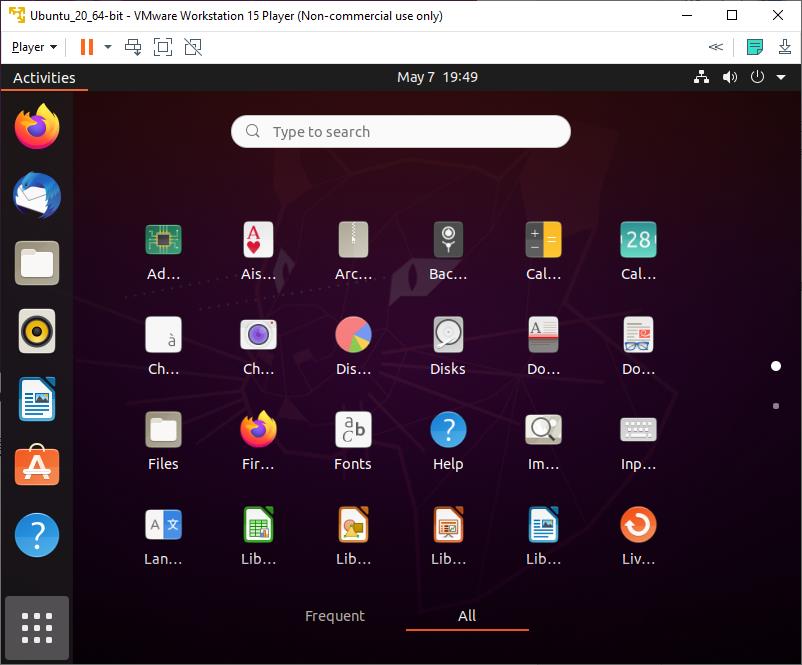 Ubuntu_20_64-bit - VMware Workstation 15 Player (Non-commercial use only)
Player
Activities
May 7 19:49
Type to search
Ad… Ais… Arc… Bac… Cal… Cal…
28
Ch… Ch… Dis… Disks Do… Do…
Files Fir… Fonts Help Im… Inp…
Lan… Lib… Lib… Lib… Lib… Liv…
Frequent All